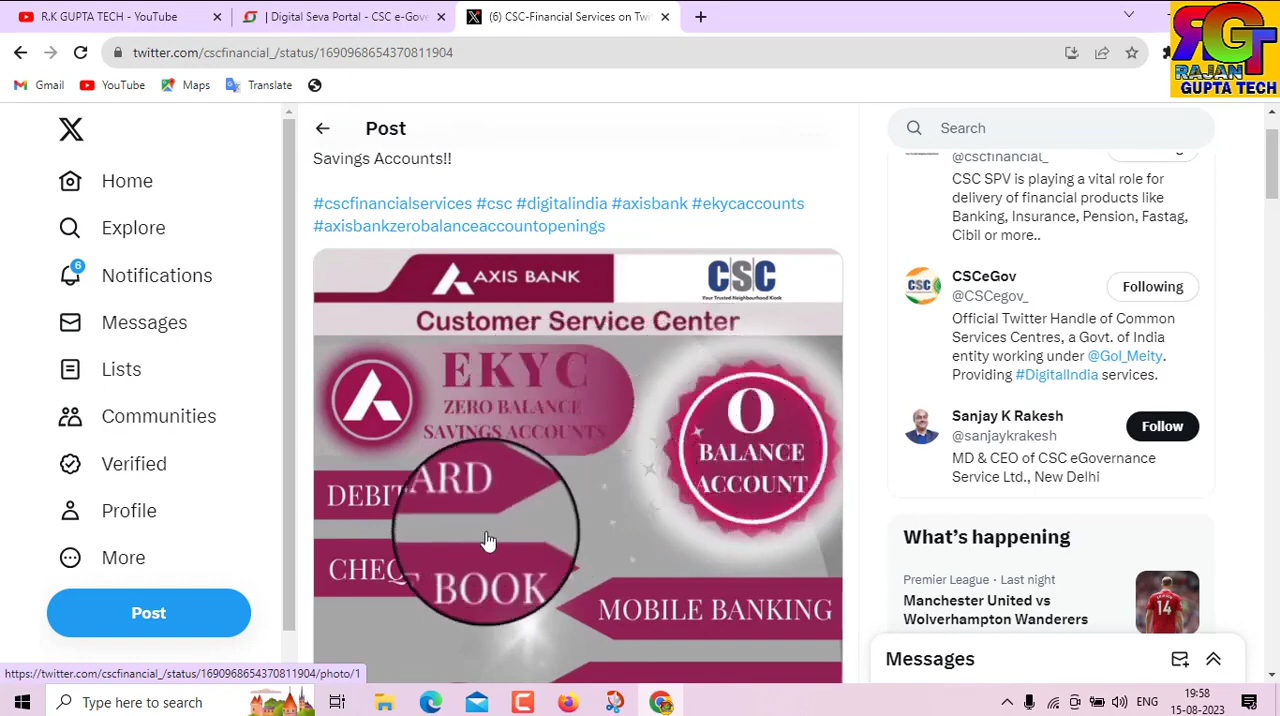 R.K GUPTA TECH - YouTube
| Digital Seva Portal - CSC e-Gove
(6) CSC-Financial Services on Twi
twitter.com/cscfinancial_/status/1690968654370811904
RGT
RAJAN
GUPTA TECH
Gmail
YouTube
Maps
Translate
Home
Explore
6
Notifications
Messages
Lists
Communities
Verified
Profile
More
Post
Post
Savings Accounts!!
#cscfinancialservices #csc #digitalindia #axisbank #ekycaccounts
#axisbankzerobalanceaccountopenings
AXIS BANK
CSC
Your Trusted Neighbourhood Kiosk
Customer Service Center
EKYC
ZERO BALANCE
SAVINGS ACCOUNTS
0
BALANCE
ACCOUNT
DEBIT
ARD
CHEQ
BOOK
MOBILE BANKING
Search
@cscfinancial_
CSC SPV is playing a vital role for
delivery of financial products like
Banking, Insurance, Pension, Fastag,
Cibil or more..
CSCeGov
@CSCegov_
Following
Official Twitter Handle of Common
Services Centres, a Govt. of India
entity working under @GoI_Meity.
Providing #DigitalIndia services.
Sanjay K Rakesh
@sanjaykrakesh
Follow
MD & CEO of CSC eGovernance
Service Ltd., New Delhi
What's happening
Premier League · Last night
Manchester United vs
Wolverhampton Wanderers
Messages
https://twitter.com/cscfinancial_/status/1690968654370811904/photo/1
Type here to search
ENG
19:58
15-08-2023